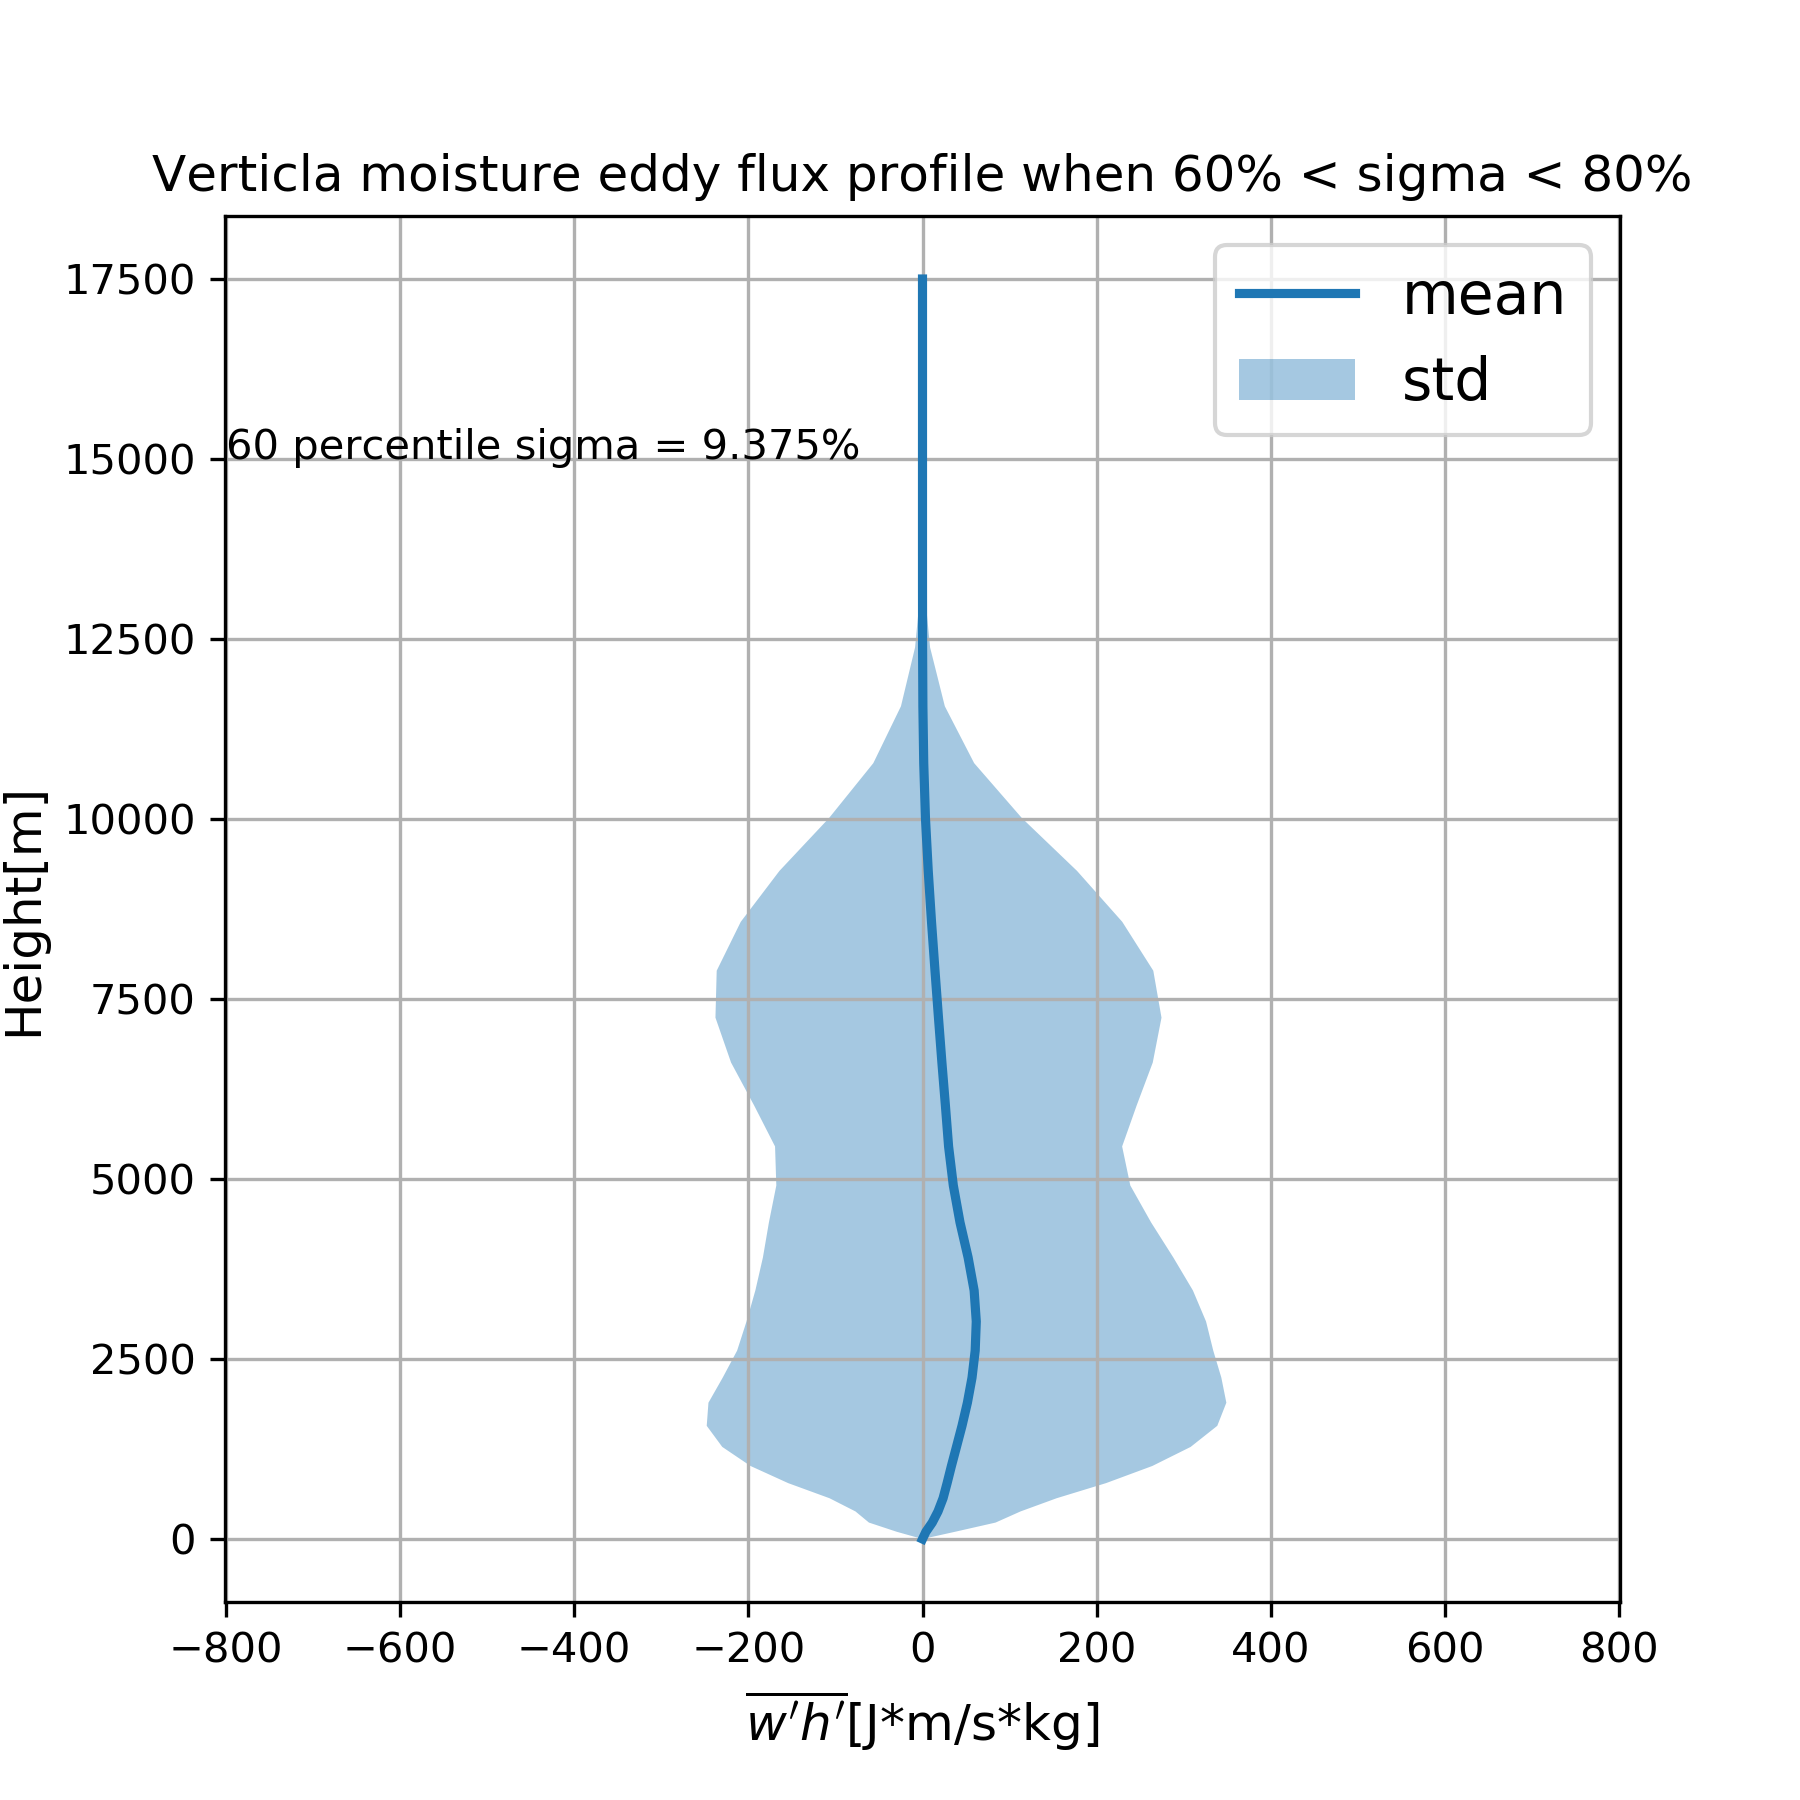 Verticla moisture eddy flux profile when 60% < sigma < 80%
mean
std
60 percentile sigma = 9.375%
17500
15000
12500
10000
7500
5000
2500
0
Height[m]
−800 −600 −400 −200 0 200 400 600 800
w′h′[J*m/s*kg]